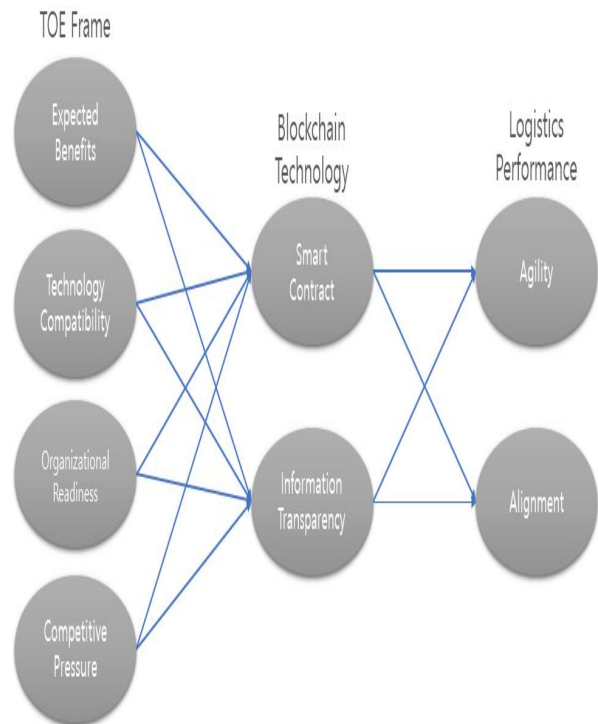 TOE Frame
Expected
Benefits
Technology
Compatibility
Organizational
Readiness
Competitive
Pressure
Blockchain
Technology
Smart
Contract
Information
Transparency
Logistics
Performance
Agility
Alignment